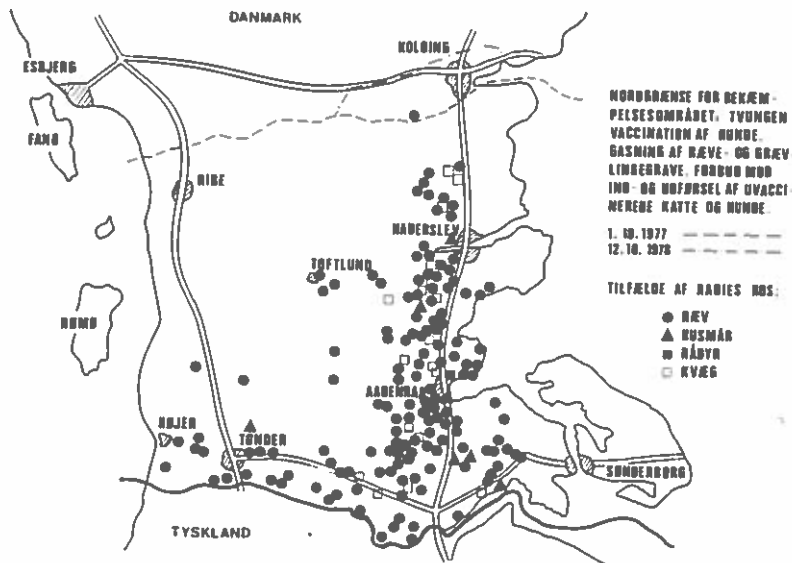 DANMARK
KOLDING
ESBJERG
FANØ
RIBE
HADERSLEV
TOFTLUND
RØMØ
AABENRAA
HØJER
TØNDER
SØNDERBORG
TYSKLAND
NORDGRÆNSE FOR BEKÆM-
PELSESOMRÅDET: TVUNGEN
VACCINATION AF HUNDE.
GASNING AF RÆVE- OG GRÆV-
LINGEGRAVE, FORBUD MOD
IND- OG UDFØRSEL AF UVACCI-
NEREDE KATTE OG HUNDE.
1. 10. 1977
12. 10. 1978
TILFÆLDE AF RABIES HOS:
RÆV
HUSMÅR
RÅDYR
KVÆG